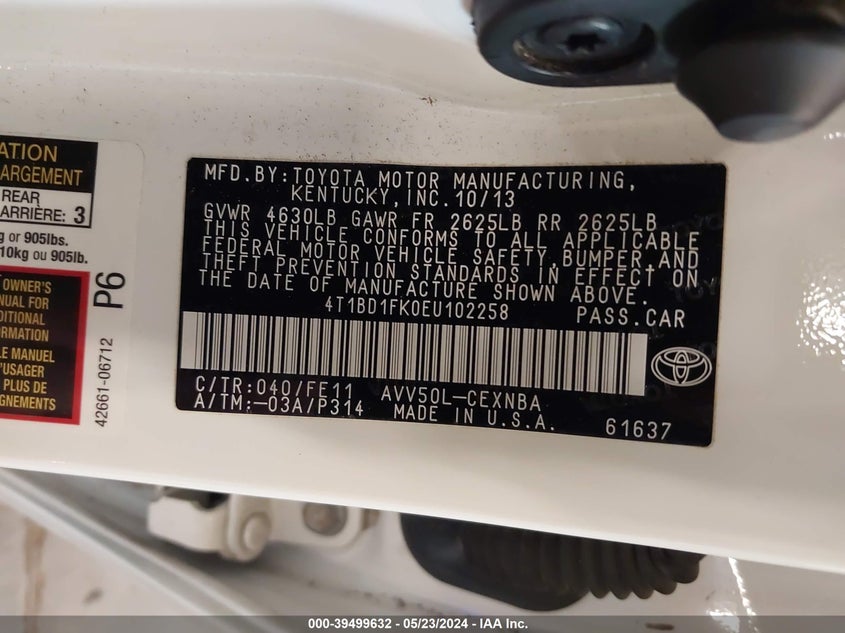 ATION
ARGEMENT
REAR
ARRIÈRE: 3
g or 905lbs.
10kg ou 905lb.
OWNER'S
ANUAL FOR
DITIONAL
ORMATION
LE MANUEL
'USAGER
PLUS DE
GNEMENTS
P6
42661-06712
MFD.BY:TOYOTA MOTOR MANUFACTURING,
KENTUCKY,INC.10/13
GVWR 4630LB GAWR FR 2625LB RR 2625LB
THIS VEHICLE CONFORMS TO ALL APPLICABLE
FEDERAL MOTOR VEHICLE SAFETY,BUMPER,AND
THEFT PREVENTION STANDARDS IN EFFECT ON
THE DATE OF MANUFACTURE SHOWN ABOVE.
4T1BD1FK0EU102258 PASS.CAR
C/TR:040/FE11 AVV50L-CEXNBA
A/TM:-03A/P314 MADE IN U.S.A. 61637
000-39499632 - 05/23/2024 - IAA Inc.